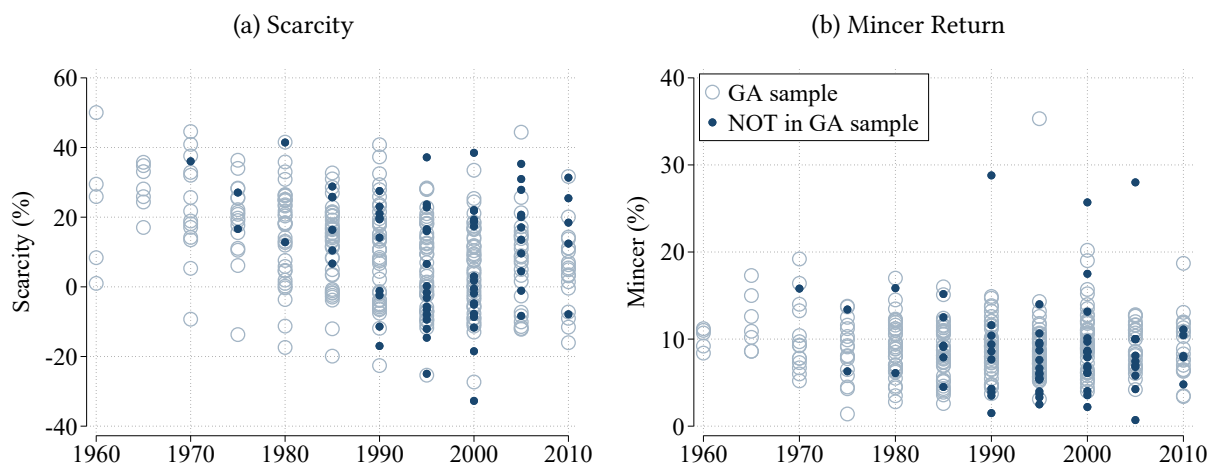 (a) Scarcity
60
40
20
0
-20
-40
Scarcity (%)
1960 1970 1980 1990 2000 2010
(b) Mincer Return
40
30
20
10
0
Mincer (%)
GA sample
NOT in GA sample
1960 1970 1980 1990 2000 2010